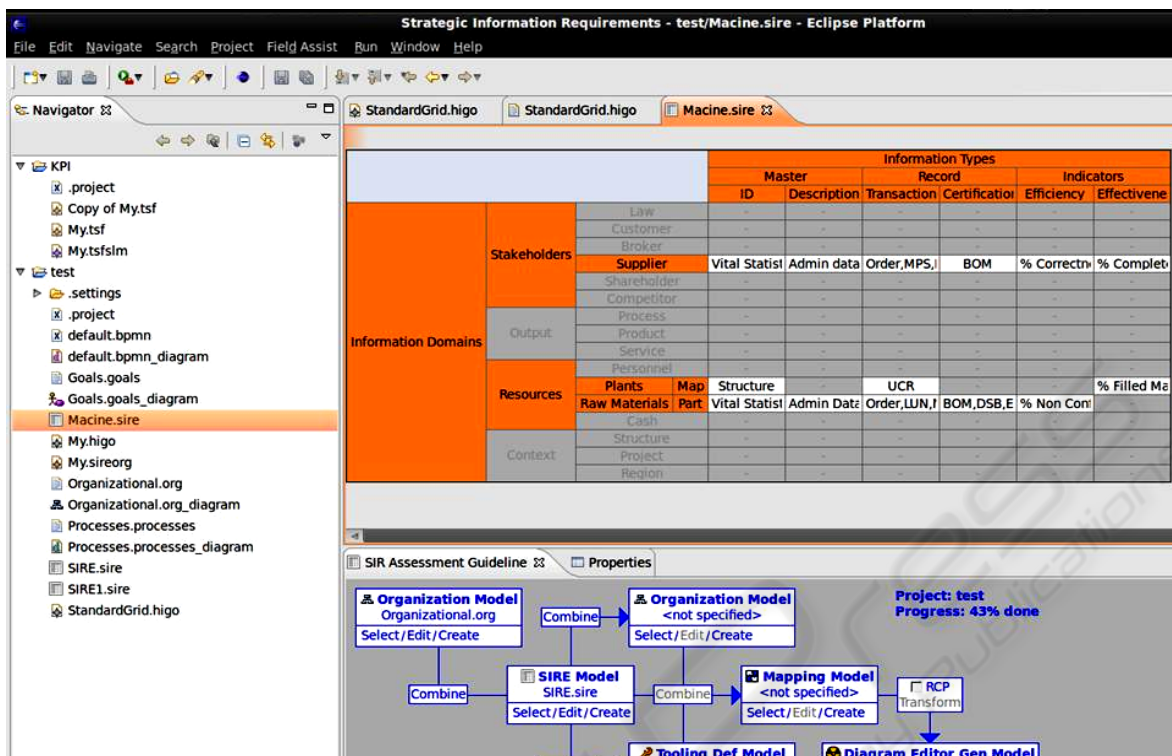 Strategic Information Requirements - test/Macine.sire - Eclipse Platform
File Edit Navigate Search Project Field Assist Run Window Help
Navigator
KPI
.project
Copy of My.tsf
My.tsf
My.tsfslm
test
.settings
.project
default.bpmn
default.bpmn_diagram
Goals.goals
Goals.goals_diagram
Macine.sire
My.higo
My.sireorg
Organizational.org
Organizational.org_diagram
Processes.processes
Processes.processes_diagram
SIRE.sire
SIRE1.sire
StandardGrid.higo
StandardGrid.higo StandardGrid.higo Macine.sire
Information Types
Master Record Indicators
ID Description Transaction Certification Efficiency Effectivene
Information Domains
Stakeholders
Law - - - - - -
Customer - - - - - -
Broker - - - - - -
Supplier Vital Statist Admin data Order,MPS, BOM % Correctn % Complet
Shareholder - - - - - -
Competitor - - - - - -
Output
Process - - - - - -
Product - - - - - -
Service - - - - - -
Resources
Personnel - - - - - -
Plants Map Structure - UCR - - % Filled Ma
Raw Materials Part Vital Statist Admin Data Order,LUN, BOM,DSB,E % Non Con -
Cash - - - - - -
Context
Structure - - - - - -
Project - - - - - -
Region - - - - - -
SIR Assessment Guideline Properties
Organization Model
Organizational.org
Select/Edit/Create
Combine
Organization Model
<not specified>
Select/Edit/Create
Project: test
Progress: 43% done
Combine
SIRE Model
SIRE.sire
Select/Edit/Create
Combine
Mapping Model
<not specified>
Select/Edit/Create
RCP
Transform
Tooling Def Model
Diagram Editor Gen Model